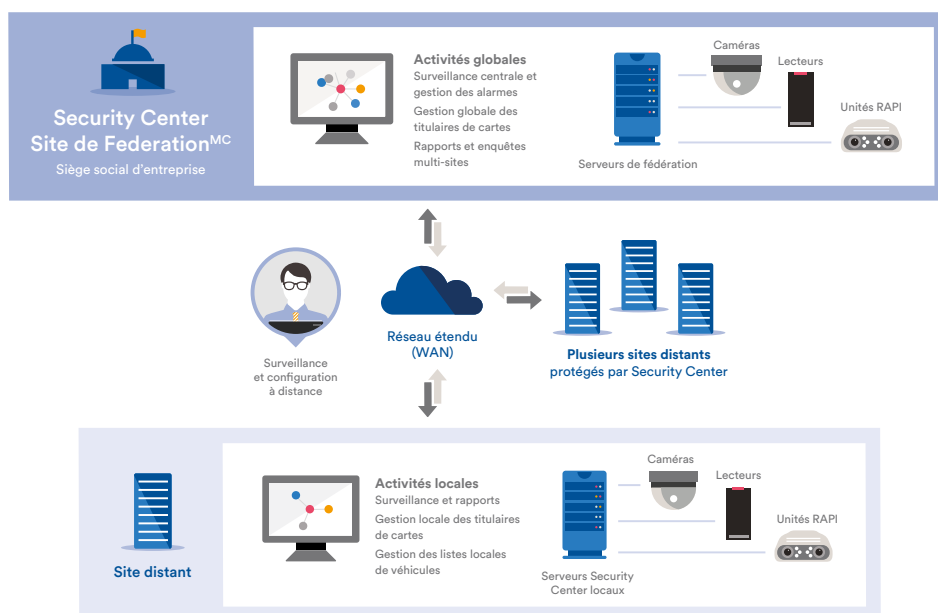 Security Center
Site de Federation^MC
Siège social d'entreprise
Activités globales
Surveillance centrale et
gestion des alarmes
Gestion globale des
titulaires de cartes
Rapports et enquêtes
multi-sites
Serveurs de fédération
Caméras
Lecteurs
Unités RAPI
Surveillance
et configuration
à distance
Réseau étendu
(WAN)
Plusieurs sites distants
protégés par Security Center
Site distant
Activités locales
Surveillance et rapports
Gestion locale des titulaires
de cartes
Gestion des listes locales
de véhicules
Serveurs Security
Center locaux
Caméras
Lecteurs
Unités RAPI